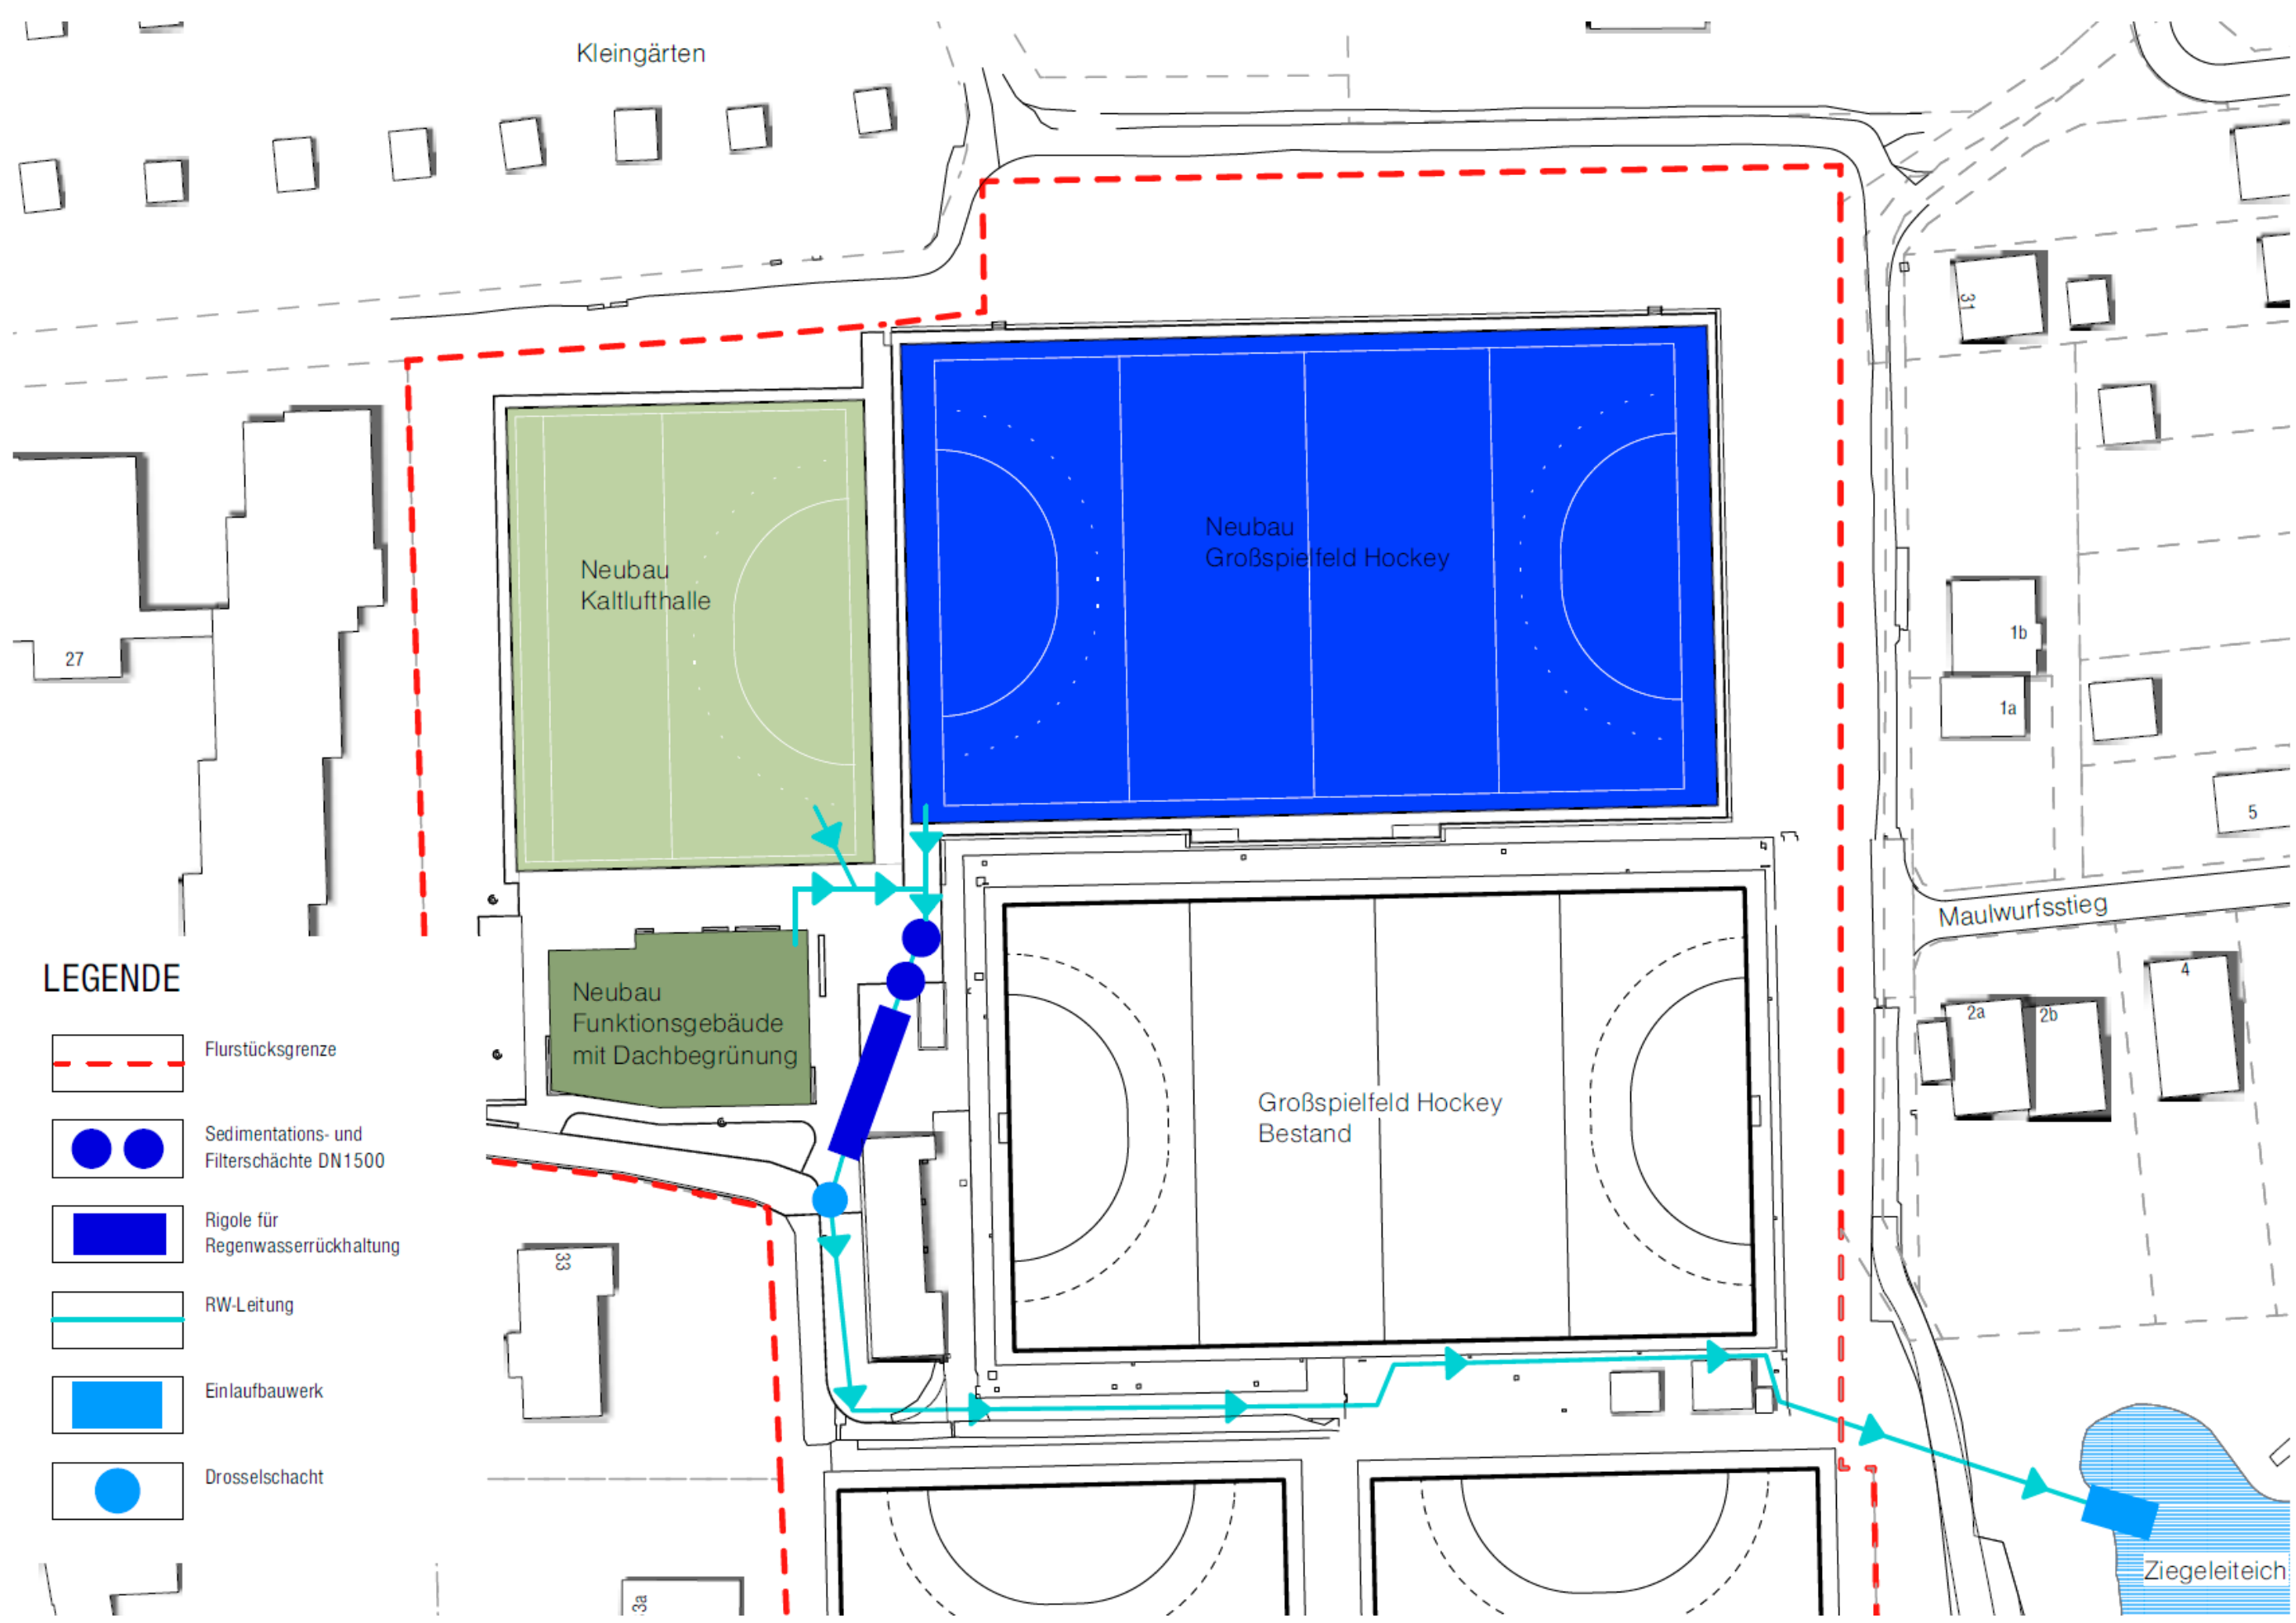 Kleingärten
31
Neubau
Großspielfeld Hockey
Neubau
Kaltlufthalle
27
1b
1a
5
Maulwurfsstieg
LEGENDE
Neubau
Funktionsgebäude
mit Dachbegrünung
4
2a
2b
Flurstücksgrenze
Großspielfeld Hockey
Bestand
Sedimentations- und
Filterschächte DN1500
Rigole für
Regenwasserrückhaltung
33
RW-Leitung
Einlaufbauwerk
Drosselschacht
Ziegeleiteich
3a